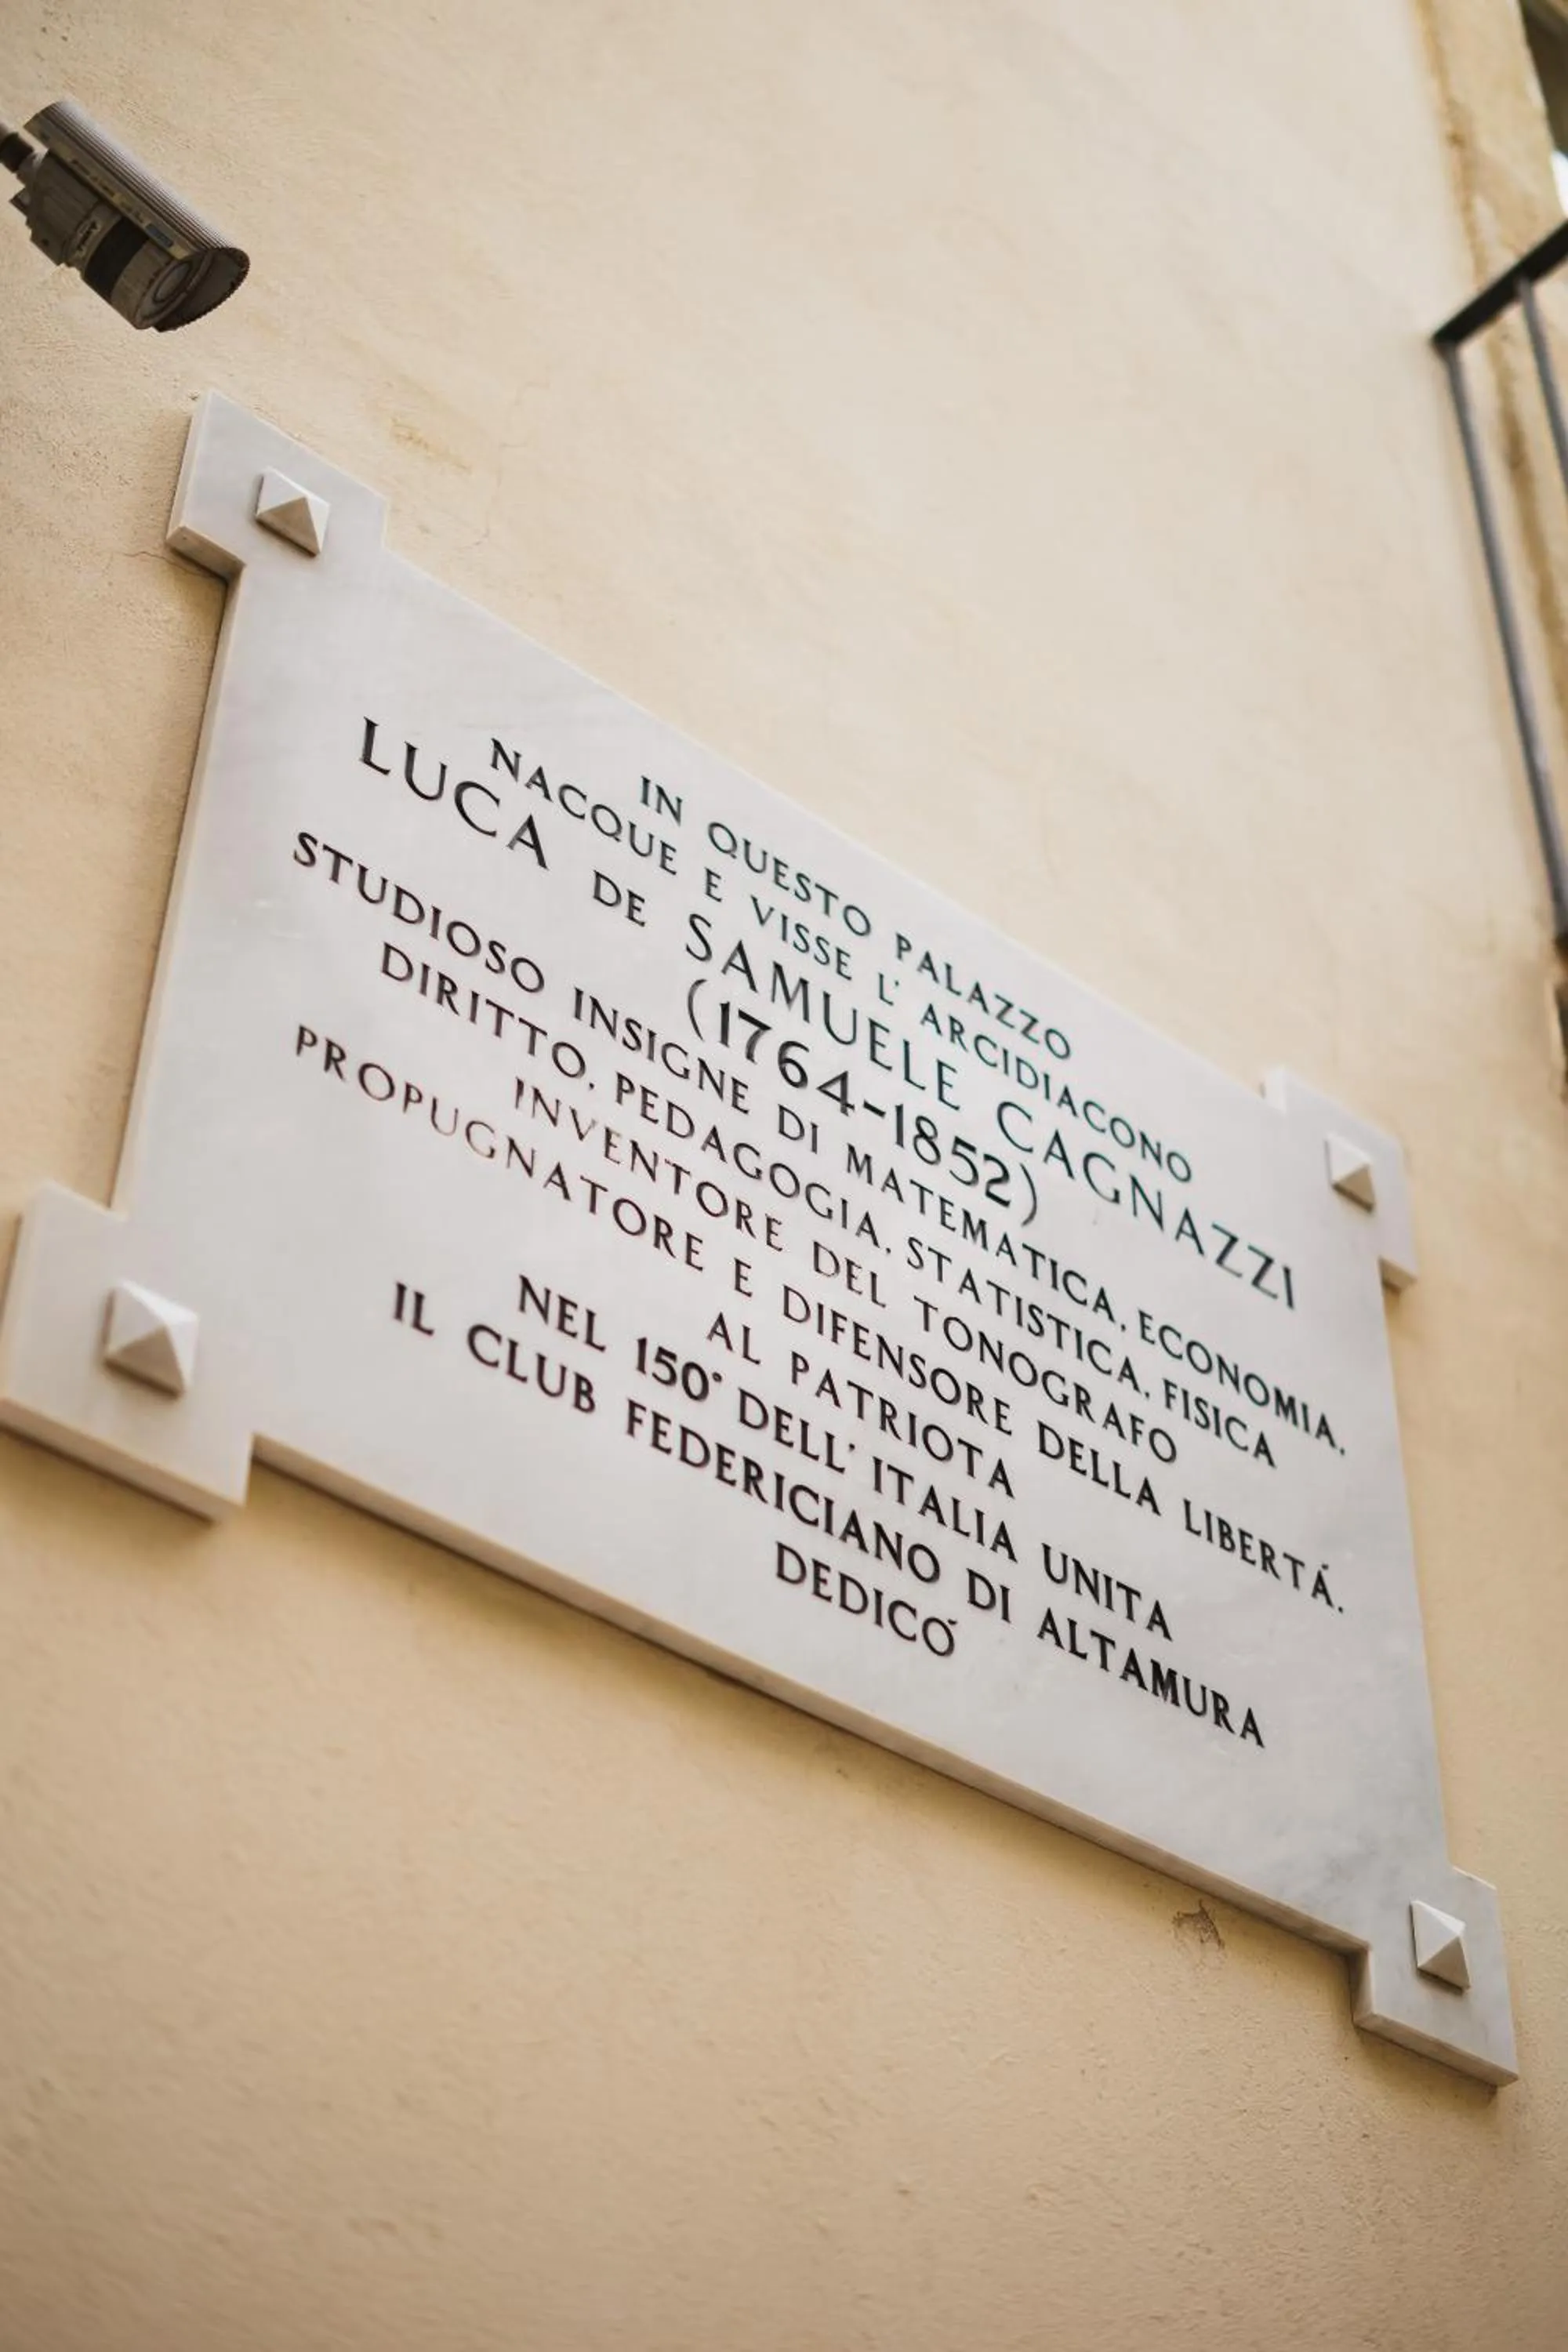 IN QUESTO PALAZZO
NACQUE E VISSE L' ARCIDIACONO
LUCA DE SAMUELE CAGNAZZI
(1764-1852)
STUDIOSO INSIGNE DI MATEMATICA, ECONOMIA,
DIRITTO, PEDAGOGIA, STATISTICA, FISICA
INVENTORE DEL TONOGRAFO
PROPUGNATORE E DIFENSORE DELLA LIBERTÁ.
AL PATRIOTA
NEL 150° DELL' ITALIA UNITA
IL CLUB FEDERICIANO DI ALTAMURA
DEDICÓ